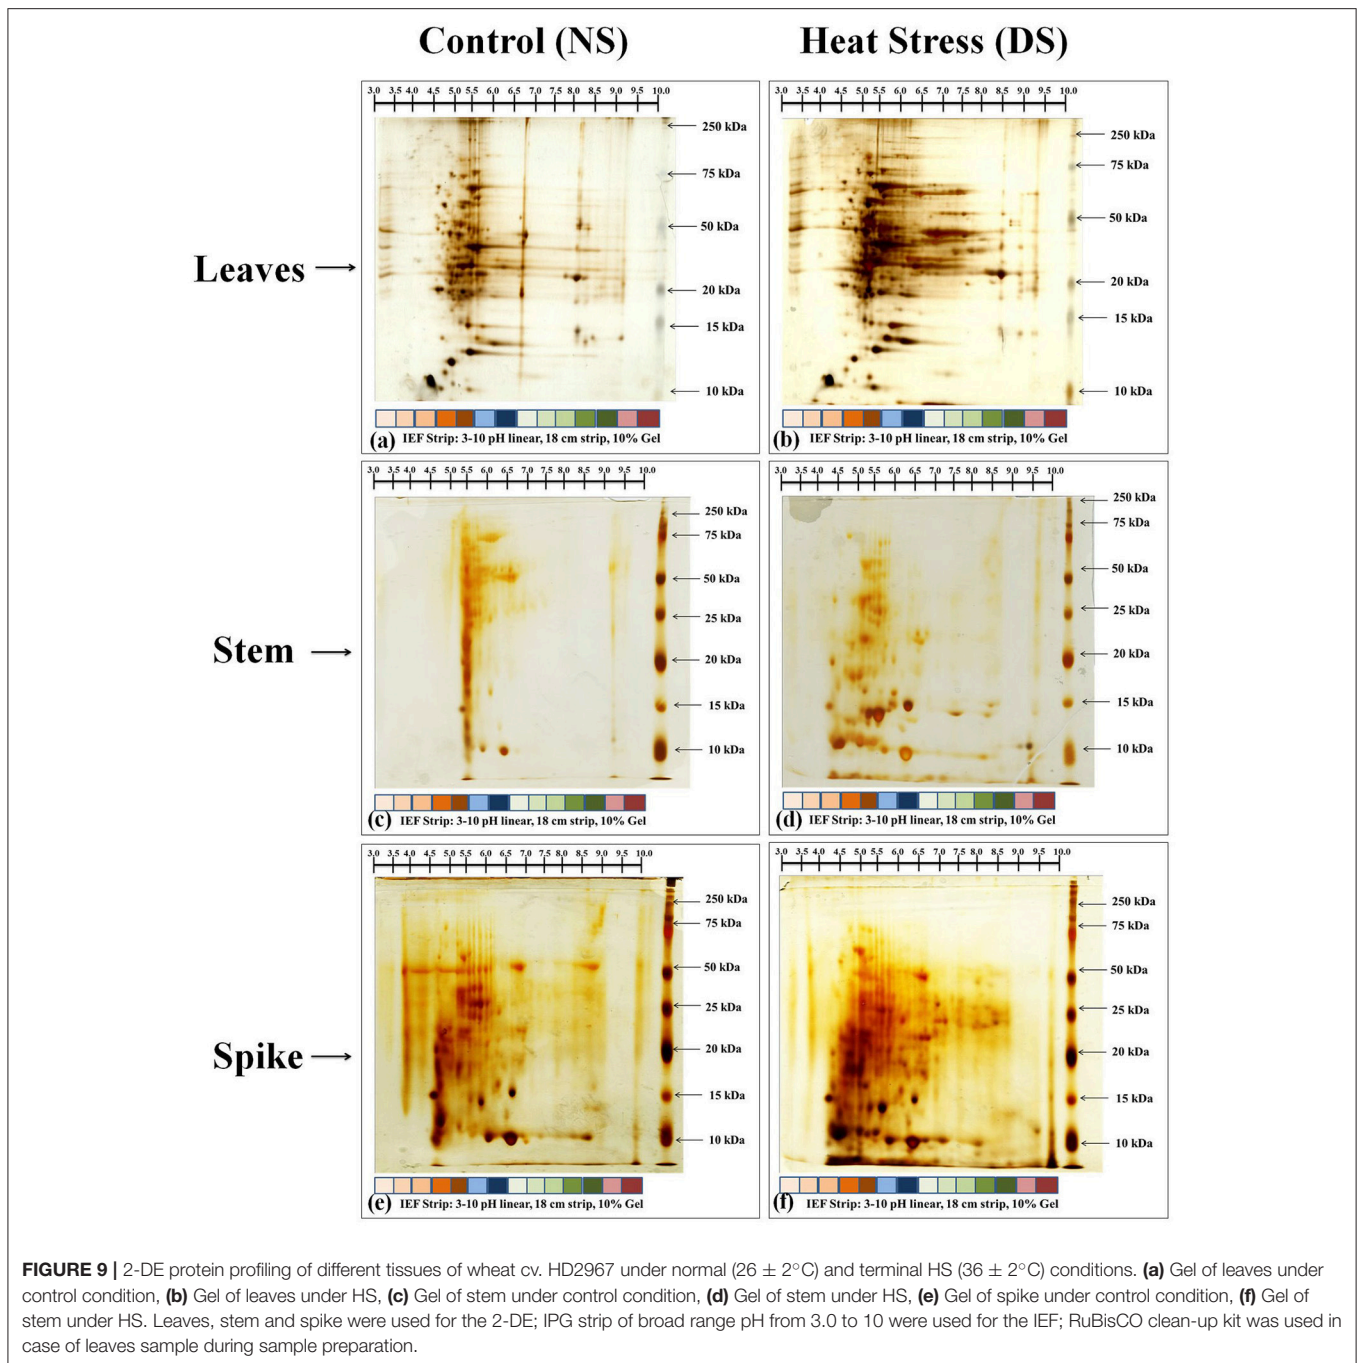 Control (NS)
Heat Stress (DS)
3.0 3.5 4.0 4.5 5.0 5.5 6.0 6.5 7.0 7.5 8.0 8.5 9.0 9.5 10.0
250 kDa
75 kDa
50 kDa
20 kDa
15 kDa
10 kDa
(a) IEF Strip: 3-10 pH linear, 18 cm strip, 10% Gel
3.0 3.5 4.0 4.5 5.0 5.5 6.0 6.5 7.0 7.5 8.0 8.5 9.0 9.5 10.0
250 kDa
75 kDa
50 kDa
20 kDa
15 kDa
10 kDa
(b) IEF Strip: 3-10 pH linear, 18 cm strip, 10% Gel
Leaves
3.0 3.5 4.0 4.5 5.0 5.5 6.0 6.5 7.0 7.5 8.0 8.5 9.0 9.5 10.0
250 kDa
75 kDa
50 kDa
25 kDa
20 kDa
15 kDa
10 kDa
(c) IEF Strip: 3-10 pH linear, 18 cm strip, 10% Gel
3.0 3.5 4.0 4.5 5.0 5.5 6.0 6.5 7.0 7.5 8.0 8.5 9.0 9.5 10.0
250 kDa
75 kDa
50 kDa
25 kDa
20 kDa
15 kDa
10 kDa
(d) IEF Strip: 3-10 pH linear, 18 cm strip, 10% Gel
Stem
3.0 3.5 4.0 4.5 5.0 5.5 6.0 6.5 7.0 7.5 8.0 8.5 9.0 9.5 10.0
250 kDa
75 kDa
50 kDa
25 kDa
20 kDa
15 kDa
10 kDa
(e) IEF Strip: 3-10 pH linear, 18 cm strip, 10% Gel
3.0 3.5 4.0 4.5 5.0 5.5 6.0 6.5 7.0 7.5 8.0 8.5 9.0 9.5 10.0
250 kDa
75 kDa
50 kDa
25 kDa
20 kDa
15 kDa
10 kDa
(f) IEF Strip: 3-10 pH linear, 18 cm strip, 10% Gel
Spike
FIGURE 9 | 2-DE protein profiling of different tissues of wheat cv. HD2967 under normal (26 ± 2°C) and terminal HS (36 ± 2°C) conditions. (a) Gel of leaves under
control condition, (b) Gel of leaves under HS, (c) Gel of stem under control condition, (d) Gel of stem under HS, (e) Gel of spike under control condition, (f) Gel of
stem under HS. Leaves, stem and spike were used for the 2-DE; IPG strip of broad range pH from 3.0 to 10 were used for the IEF; RuBisCO clean-up kit was used in
case of leaves sample during sample preparation.